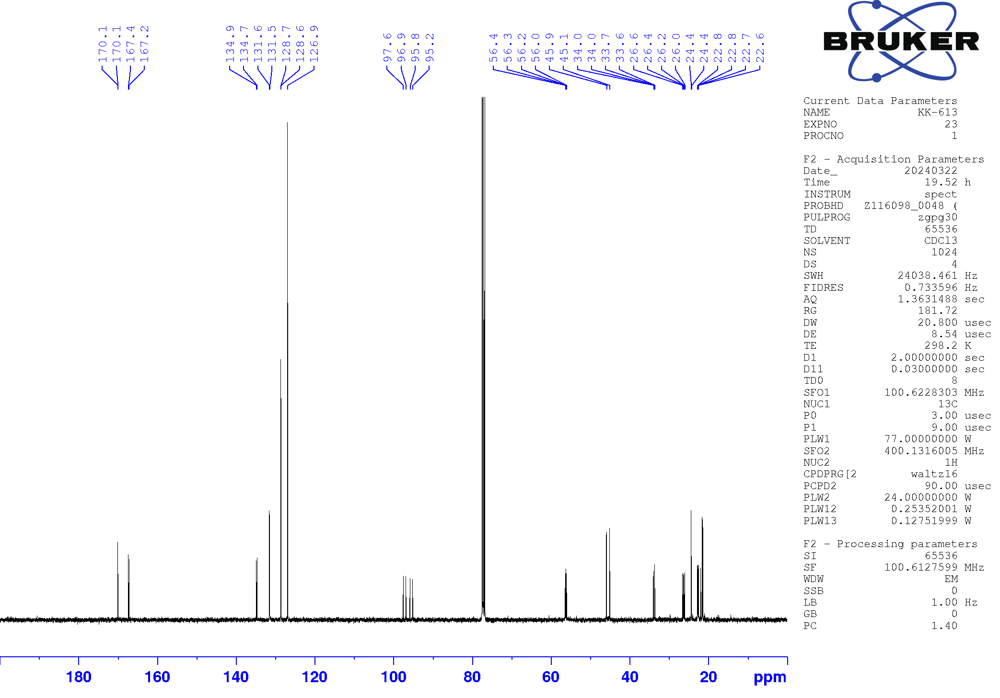 170.1
170.1
167.4
167.2
134.9
134.7
131.6
131.5
128.7
128.6
126.9
97.6
96.9
95.8
95.2
56.4
56.3
56.2
56.0
45.9
45.1
34.0
34.0
33.7
33.6
26.6
26.4
26.2
26.0
24.4
24.4
22.8
22.8
22.7
22.6
BRUKER
Current Data Parameters
NAME KK-613
EXPNO 23
PROCNO 1
F2 - Acquisition Parameters
Date_ 20240322
Time 19.52 h
INSTRUM spect
PROBHD Z116098_0048 (
PULPROG zgpg30
TD 65536
SOLVENT CDCl3
NS 1024
DS 4
SWH 24038.461 Hz
FIDRES 0.733596 Hz
AQ 1.3631488 sec
RG 181.72
DW 20.800 usec
DE 8.54 usec
TE 298.2 K
D1 2.00000000 sec
D11 0.03000000 sec
TD0 8
SFO1 100.6228303 MHz
NUC1 13C
P0 3.00 usec
P1 9.00 usec
PLW1 77.00000000 W
SFO2 400.1316005 MHz
NUC2 1H
CPDPRG[2 waltz16
PCPD2 90.00 usec
PLW2 24.00000000 W
PLW12 0.25352001 W
PLW13 0.12751999 W
F2 - Processing parameters
SI 65536
SF 100.6127599 MHz
WDW EM
SSB 0
LB 1.00 Hz
GB 0
PC 1.40
180 160 140 120 100 80 60 40 20 ppm